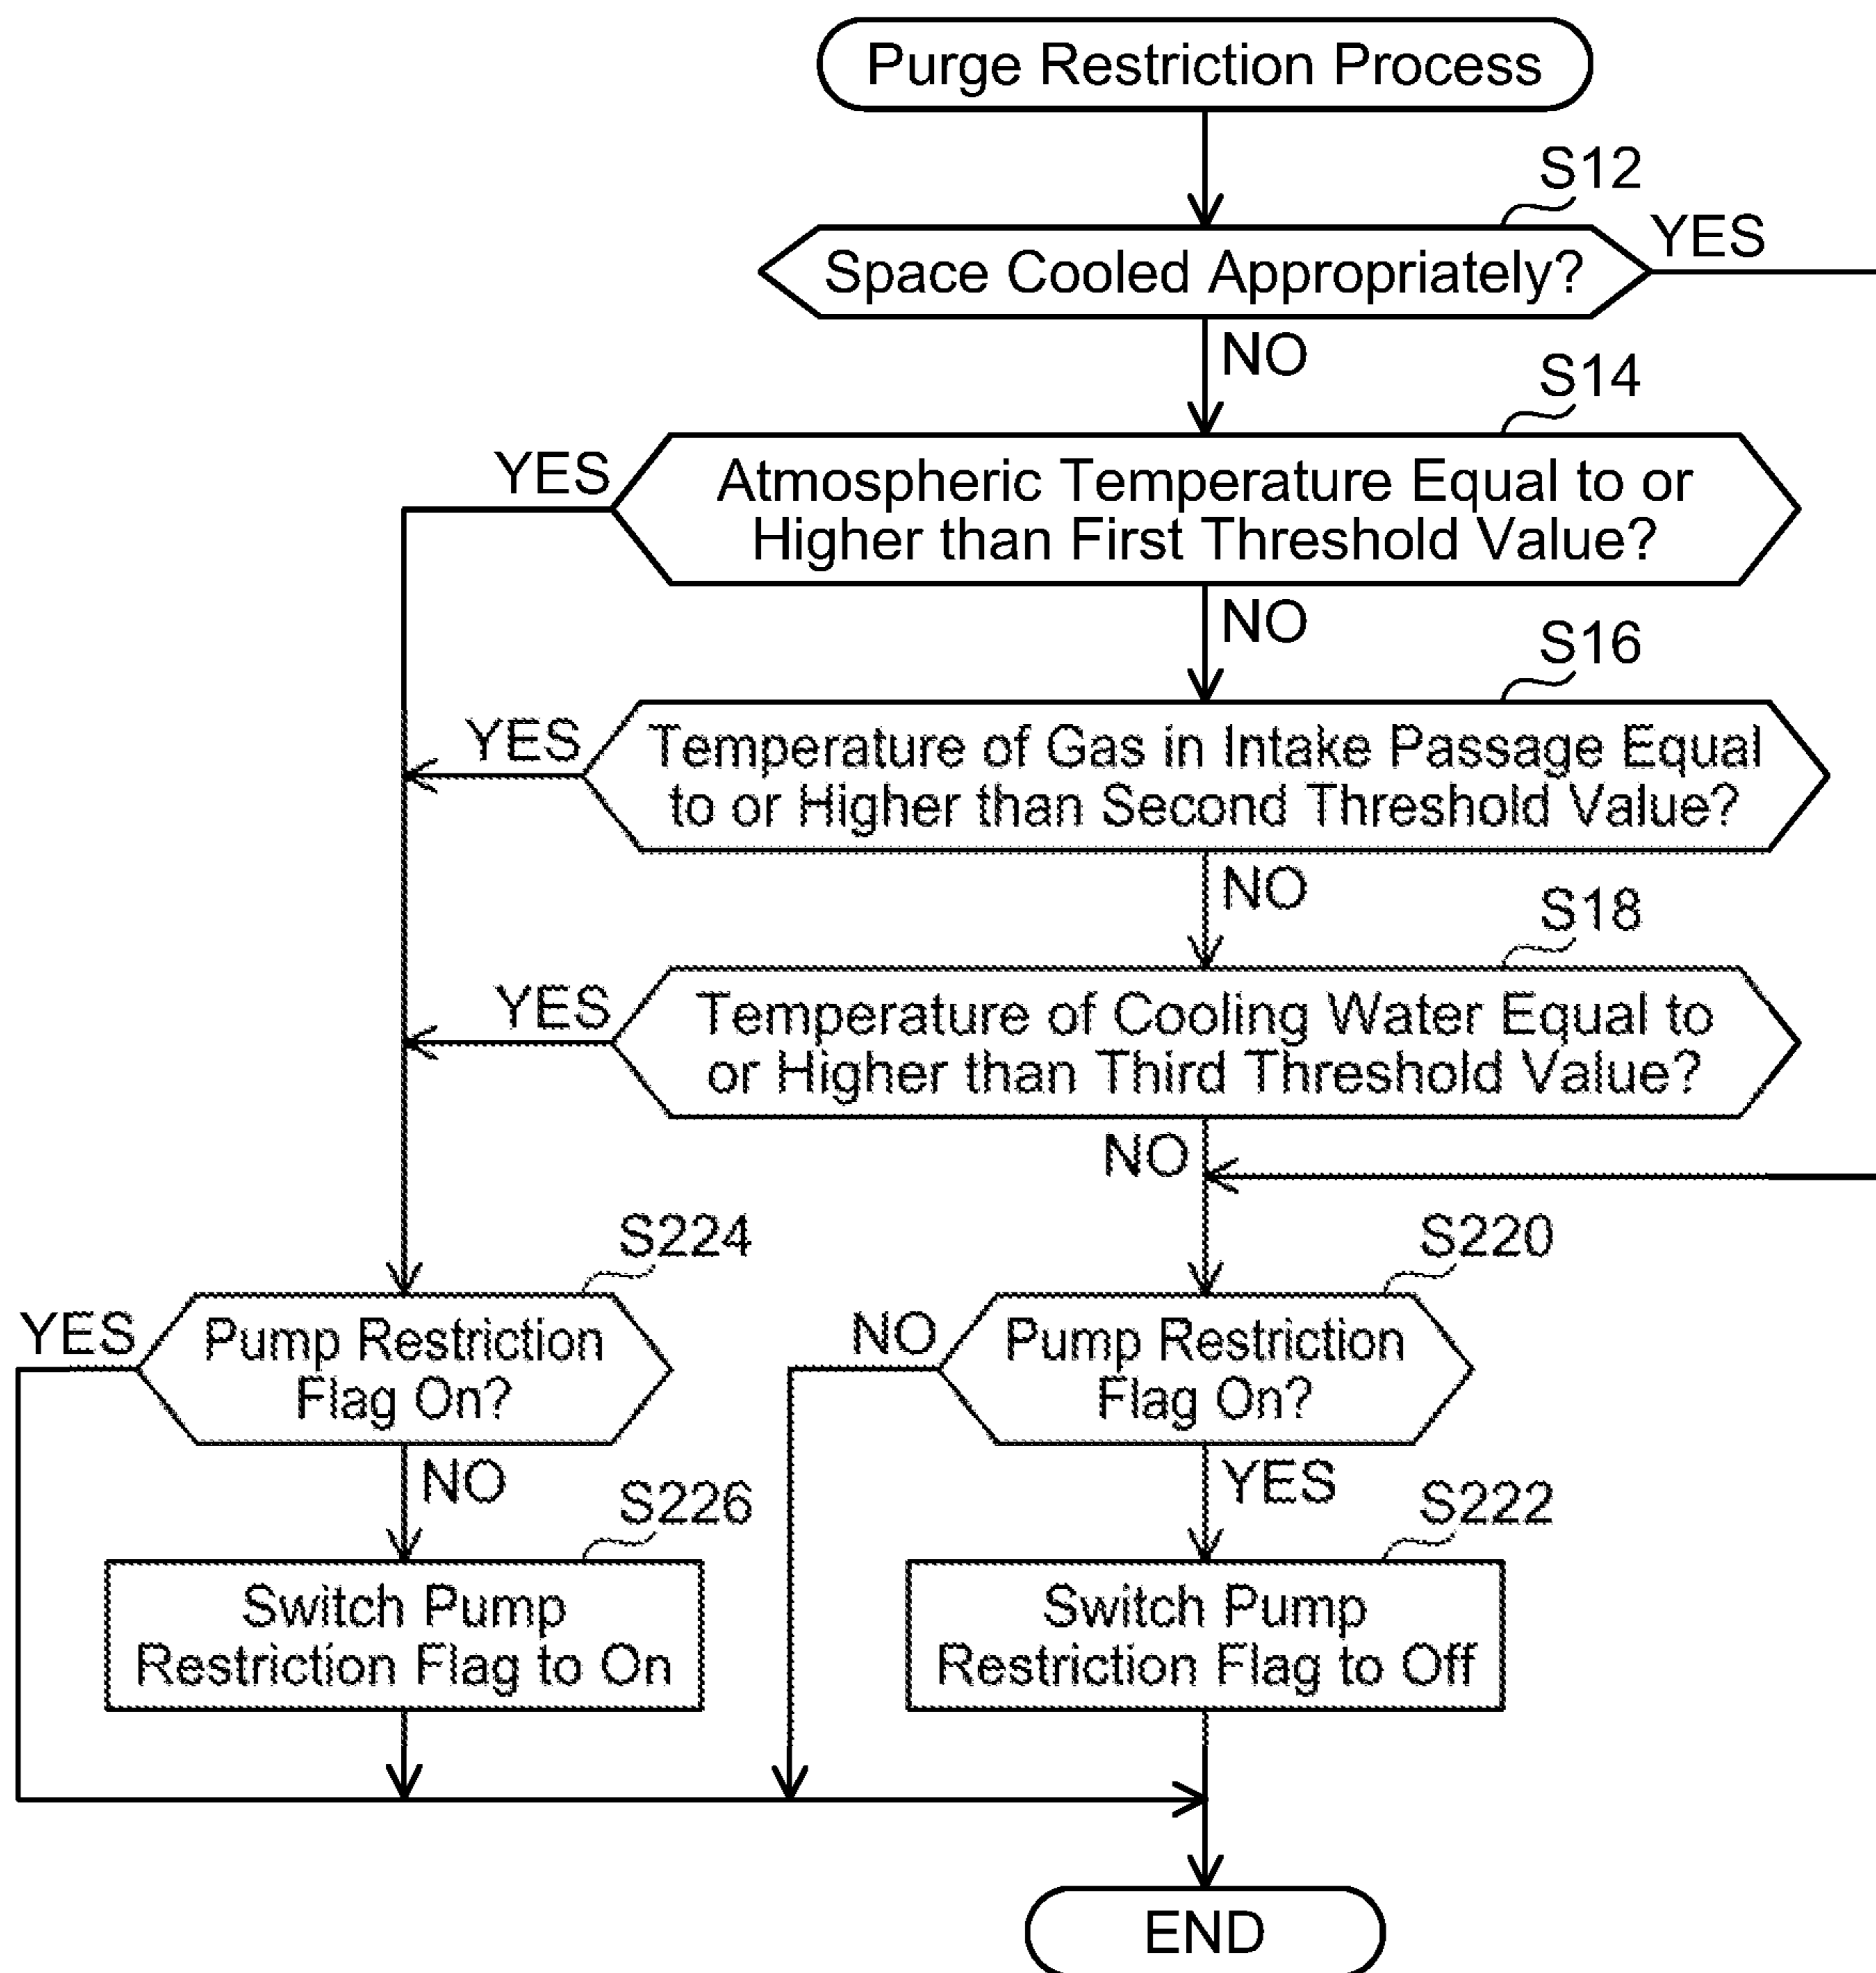 Purge Restriction Process
S12
Space Cooled Appropriately?
YES
NO
S14
YES
Atmospheric Temperature Equal to or
Higher than First Threshold Value?
NO
S16
YES
Temperature of Gas in Intake Passage Equal
to or Higher than Second Threshold Value?
NO
S18
YES
Temperature of Cooling Water Equal to
or Higher than Third Threshold Value?
NO
S224
S220
YES
Pump Restriction
Flag On?
NO
Pump Restriction
Flag On?
NO
S226
YES
S222
Switch Pump
Restriction Flag to On
Switch Pump
Restriction Flag to Off
END